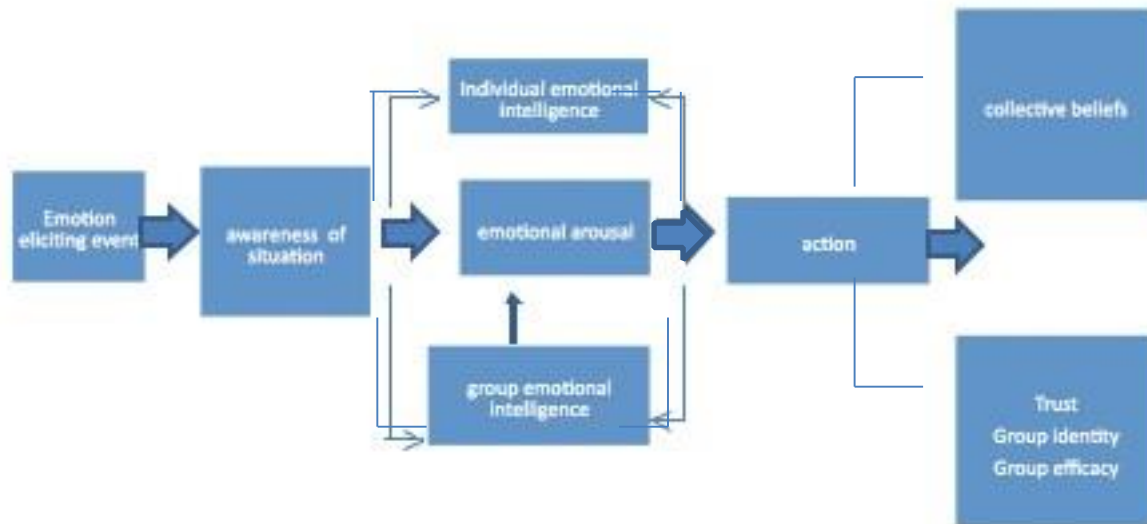 Emotion
eliciting event
awareness of
situation
Individual emotional
intelligence
emotional arousal
group emotional
intelligence
action
collective beliefs
Trust
Group identity
Group efficacy